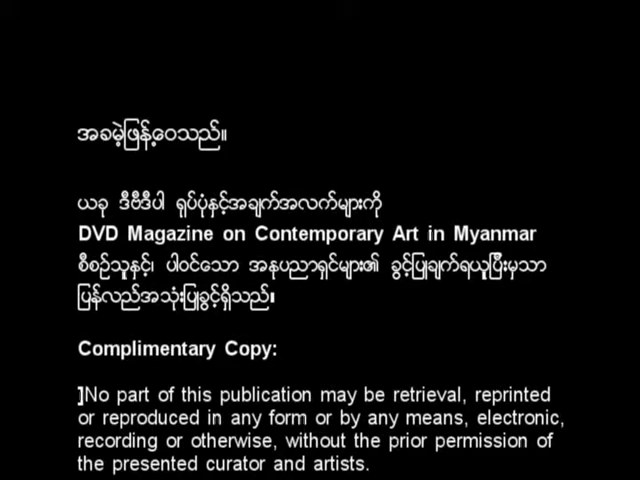 အခမဲ့ဖြန့်ဝေသည်။
ယခု ဒီဗီဒီပါ ရုပ်ပုံနှင့်အချက်အလက်များကို
DVD Magazine on Contemporary Art in Myanmar
စီစဉ်သူနှင့်၊ ပါဝင်သော အနုပညာရှင်များ၏ ခွင့်ပြုချက်ရယူပြီးမှသာ
ပြန်လည်အသုံးပြုခွင့်ရှိသည်။
Complimentary Copy:
]No part of this publication may be retrieval, reprinted
or reproduced in any form or by any means, electronic,
recording or otherwise, without the prior permission of
the presented curator and artists.